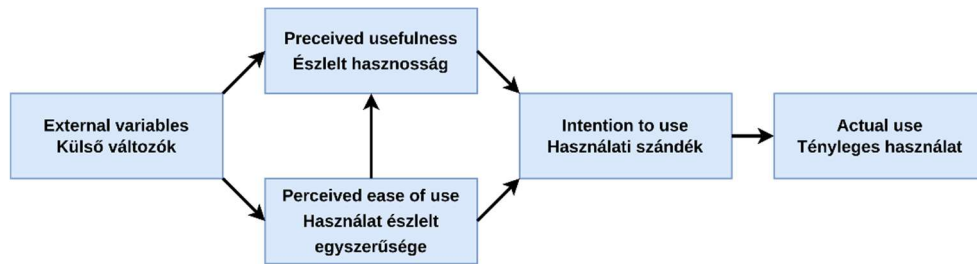 External variables
Külső változók
Preceived usefulness
Észlelt hasznosság
Perceived ease of use
Használat észlelt
egyszerűsége
Intention to use
Használati szándék
Actual use
Tényleges használat